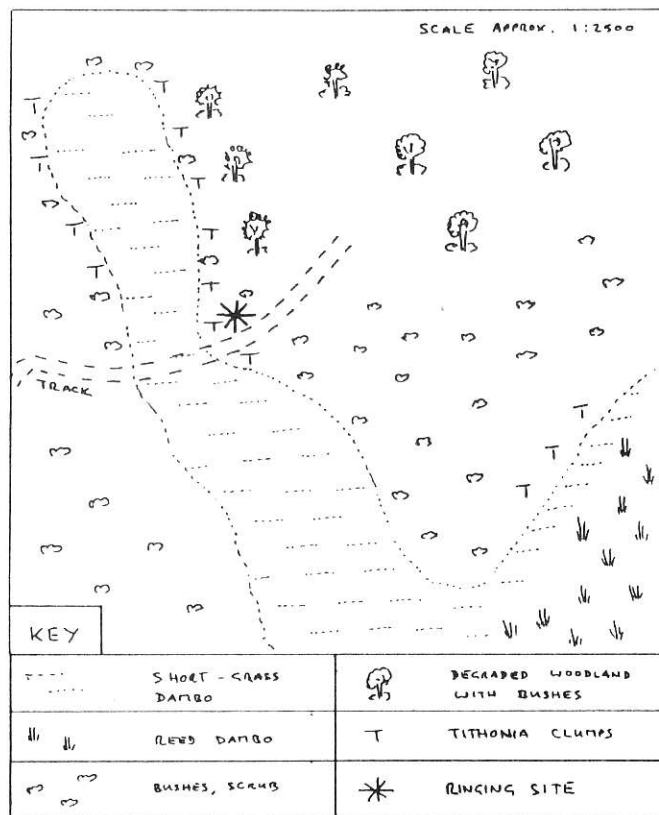 SCALE APPROX. 1:2500
TRACK
KEY
SHORT-GRASS
DAMBO
DEGRADED WOODLAND
WITH BUSHES
REED DAMBO
T TITHONIA CLUMPS
BUSHES, SCRUB
RINGING SITE